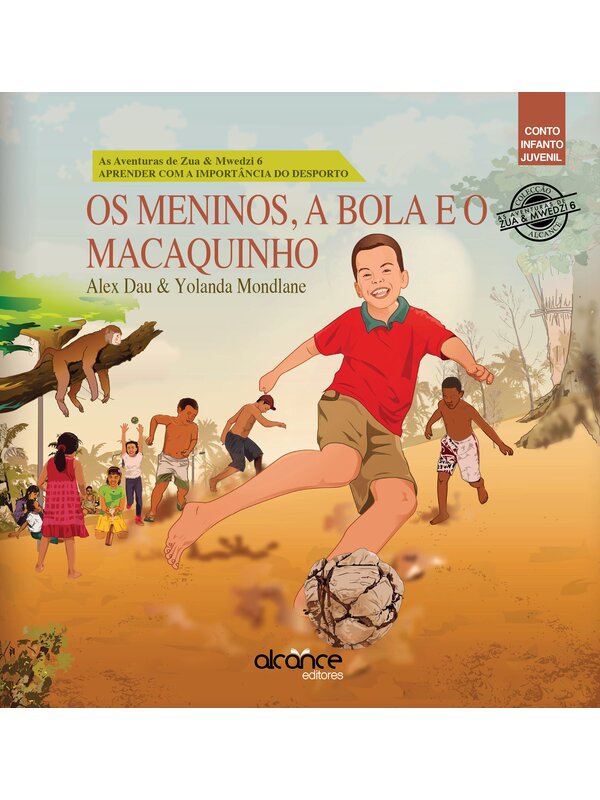 CONTO
INFANTO
JUVENIL
As Aventuras de Zua & Mwedzi 6
APRENDER COM A IMPORTÂNCIA DO DESPORTO
OS MENINOS, A BOLA E O
MACAQUINHO
COLECÇÃO
AS AVENTURAS DE
ZUA & MWEDZI 6
ALCANCE
Alex Dau & Yolanda Mondlane
alcance
editores